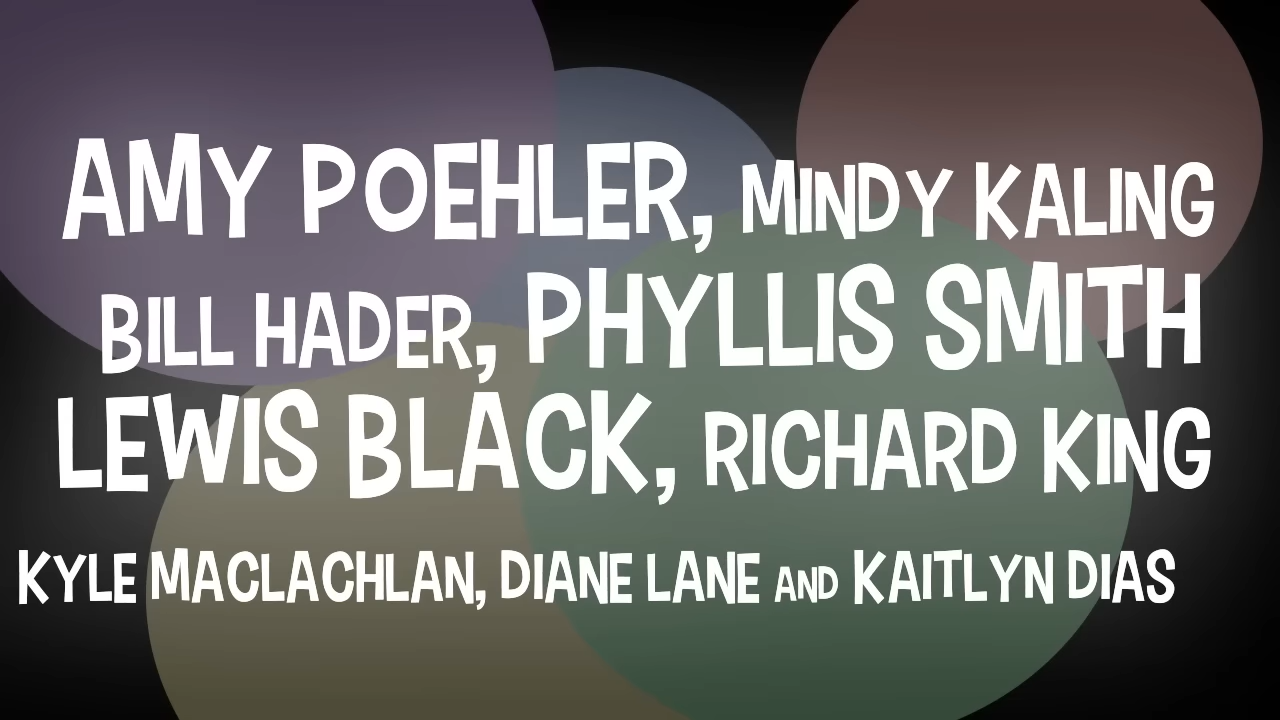 AMY POEHLER, MINDY KALING
BILL HADER, PHYLLIS SMITH
LEWIS BLACK, RICHARD KING
KYLE MACLACHLAN, DIANE LANE AND KAITLYN DIAS